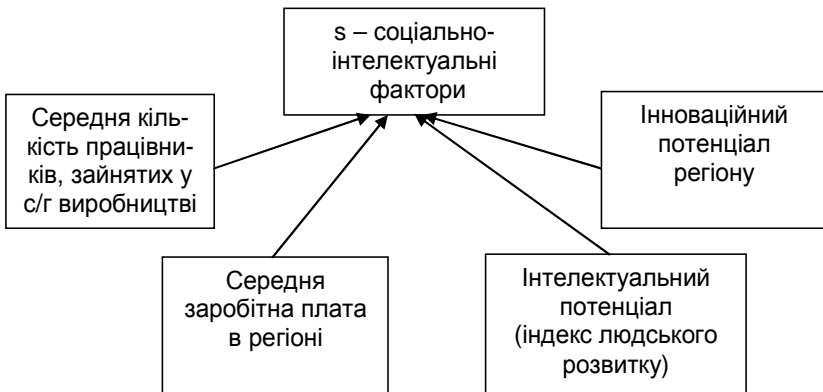 s – соціально-
інтелектуальні
фактори
Середня кіль-
кість працівни-
ків, зайнятих у
с/г виробництві
Інноваційний
потенціал
регіону
Середня
заробітна плата
в регіоні
Інтелектуальний
потенціал
(індекс людського
розвитку)